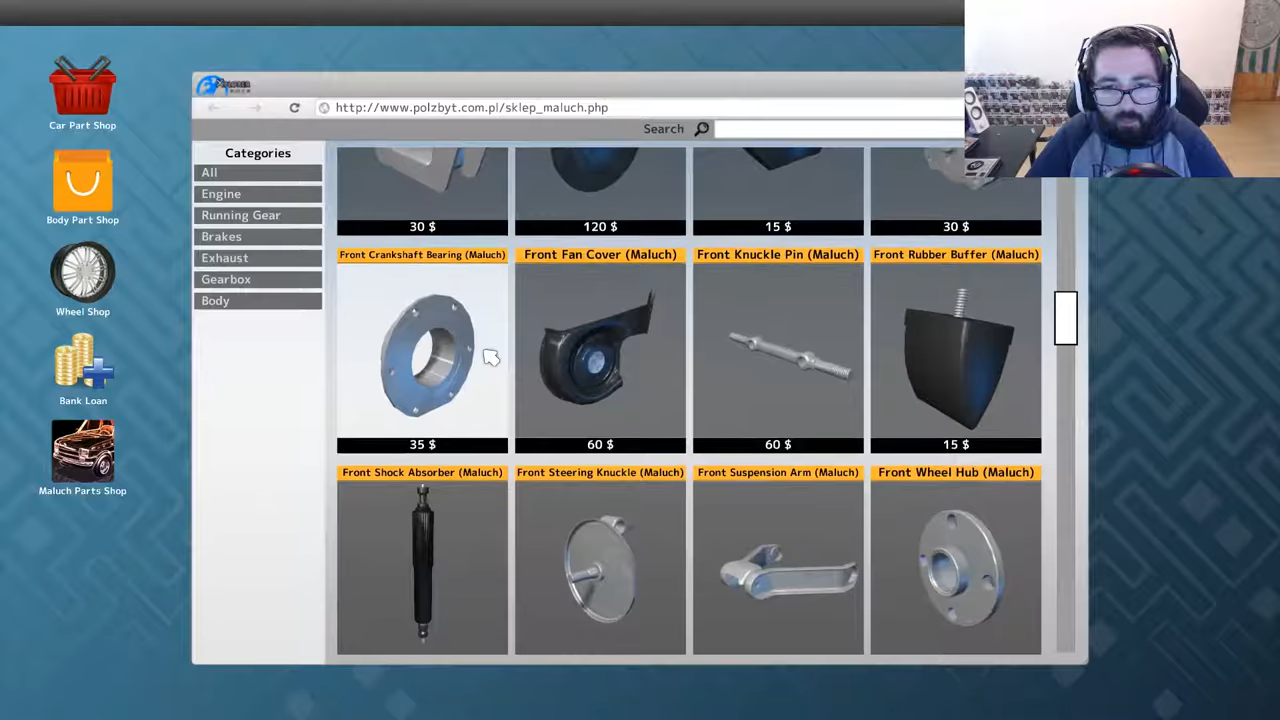 Car Part Shop
Body Part Shop
Wheel Shop
Bank Loan
Maluch Parts Shop
http://www.polzbyt.com.pl/sklep_maluch.php
Search
Categories
All
Engine
Running Gear
Brakes
Exhaust
Gearbox
Body
30 $ 120 $ 15 $ 30 $
Front Crankshaft Bearing (Maluch) Front Fan Cover (Maluch) Front Knuckle Pin (Maluch) Front Rubber Buffer (Maluch)
35 $ 60 $ 60 $ 15 $
Front Shock Absorber (Maluch) Front Steering Knuckle (Maluch) Front Suspension Arm (Maluch) Front Wheel Hub (Maluch)